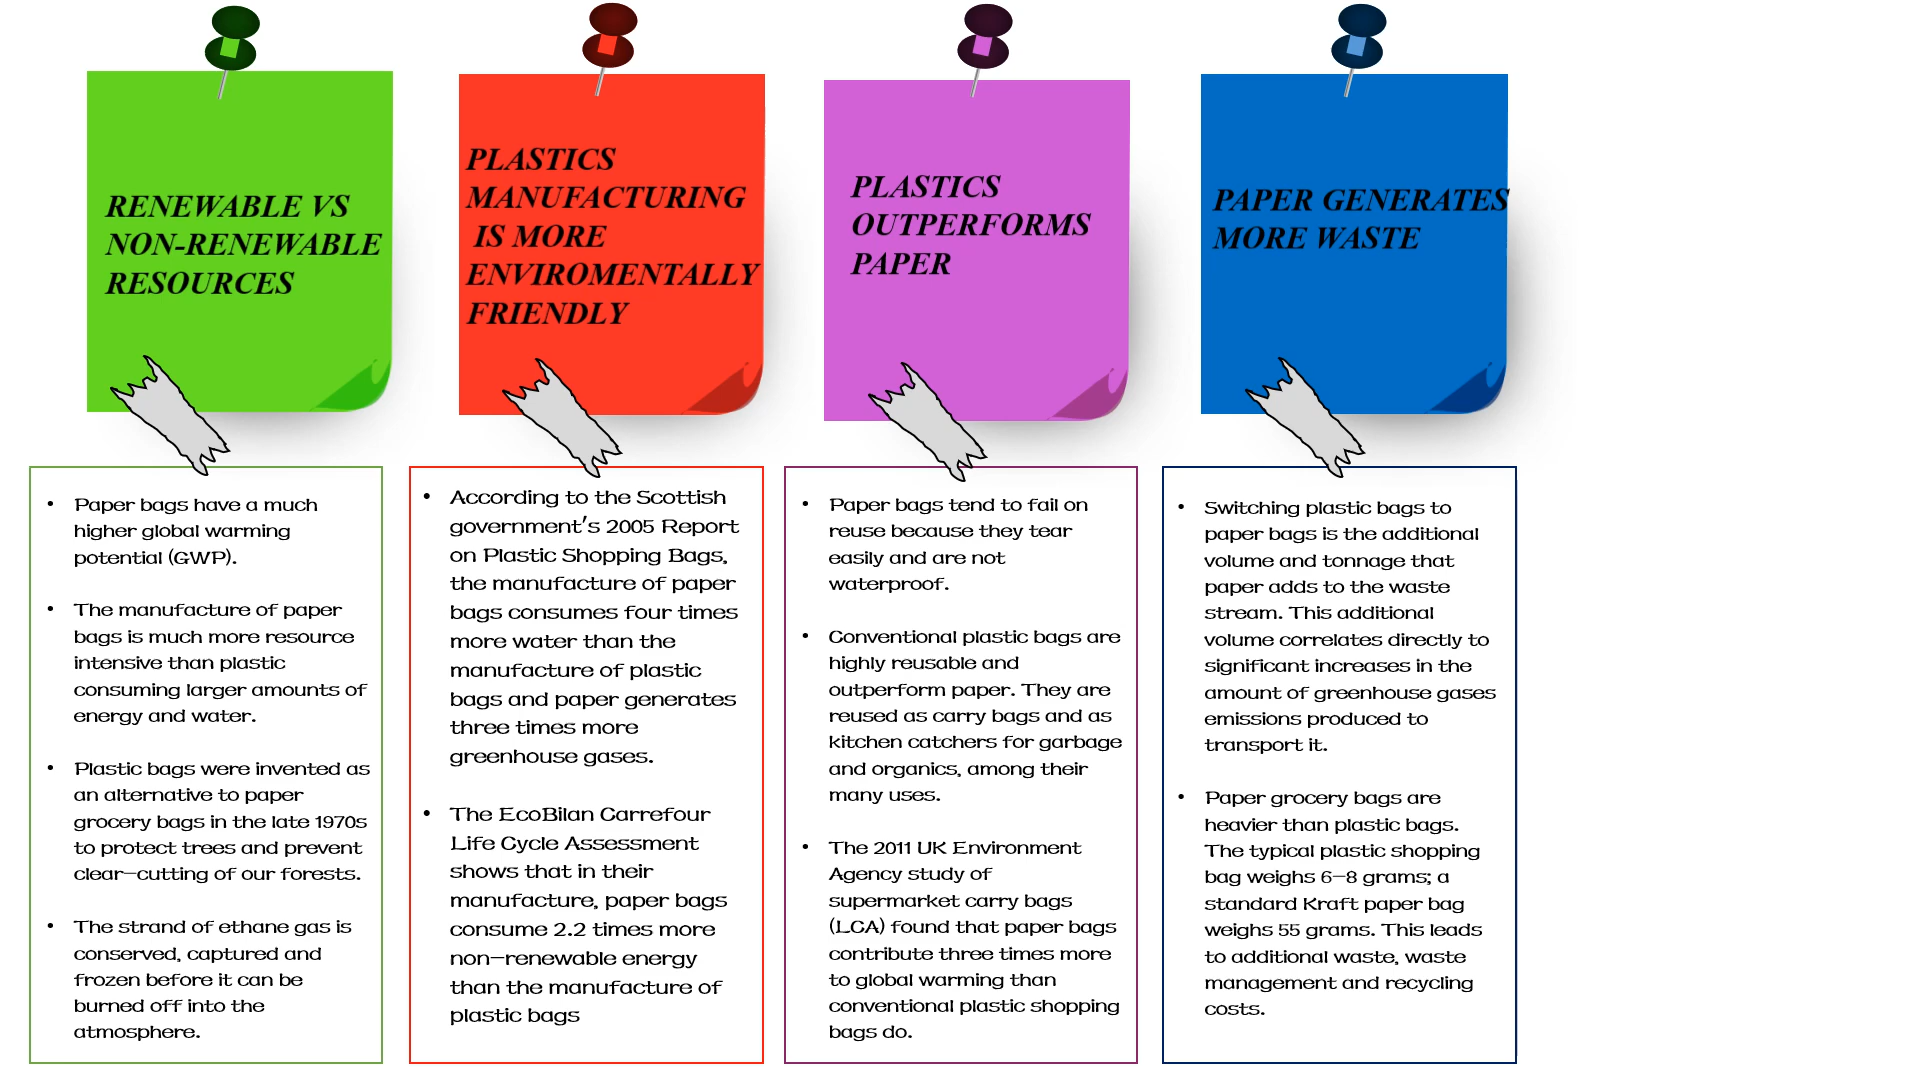 RENEWABLE VS
NON-RENEWABLE
RESOURCES
PLASTICS
MANUFACTURING
IS MORE
ENVIROMENTALLY
FRIENDLY
PLASTICS
OUTPERFORMS
PAPER
PAPER GENERATES
MORE WASTE
• Paper bags have a much
higher global warming
potential (GWP).
• The manufacture of paper
bags is much more resource
intensive than plastic
consuming larger amounts of
energy and water.
• Plastic bags were invented as
an alternative to paper
grocery bags in the late 1970s
to protect trees and prevent
clear-cutting of our forests.
• The strand of ethane gas is
conserved, captured and
frozen before it can be
burned off into the
atmosphere.
• According to the Scottish
government's 2005 Report
on Plastic Shopping Bags,
the manufacture of paper
bags consumes four times
more water than the
manufacture of plastic
bags and paper generates
three times more
greenhouse gases.
• The EcoBilan Carrefour
Life Cycle Assessment
shows that in their
manufacture, paper bags
consume 2.2 times more
non-renewable energy
than the manufacture of
plastic bags
• Paper bags tend to fail on
reuse because they tear
easily and are not
waterproof.
• Conventional plastic bags are
highly reusable and
outperform paper. They are
reused as carry bags and as
kitchen catchers for garbage
and organics, among their
many uses.
• The 2011 UK Environment
Agency study of
supermarket carry bags
(LCA) found that paper bags
contribute three times more
to global warming than
conventional plastic shopping
bags do.
• Switching plastic bags to
paper bags is the additional
volume and tonnage that
paper adds to the waste
stream. This additional
volume correlates directly to
significant increases in the
amount of greenhouse gases
emissions produced to
transport it.
• Paper grocery bags are
heavier than plastic bags.
The typical plastic shopping
bag weighs 6-8 grams; a
standard Kraft paper bag
weighs 55 grams. This leads
to additional waste, waste
management and recycling
costs.